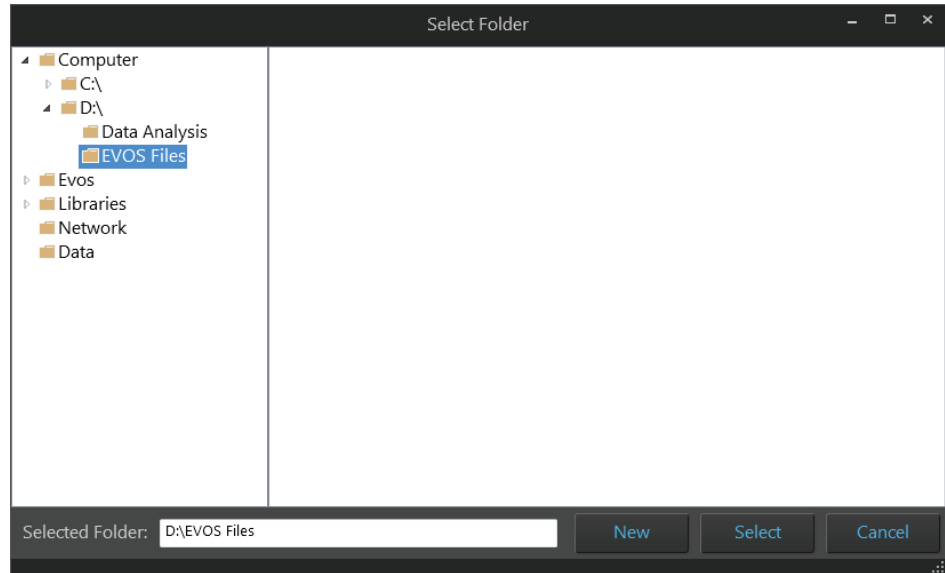 Select Folder
Computer
C:\
D:\
Data Analysis
EVOS Files
Evos
Libraries
Network
Data
Selected Folder: D:\EVOS Files New Select Cancel